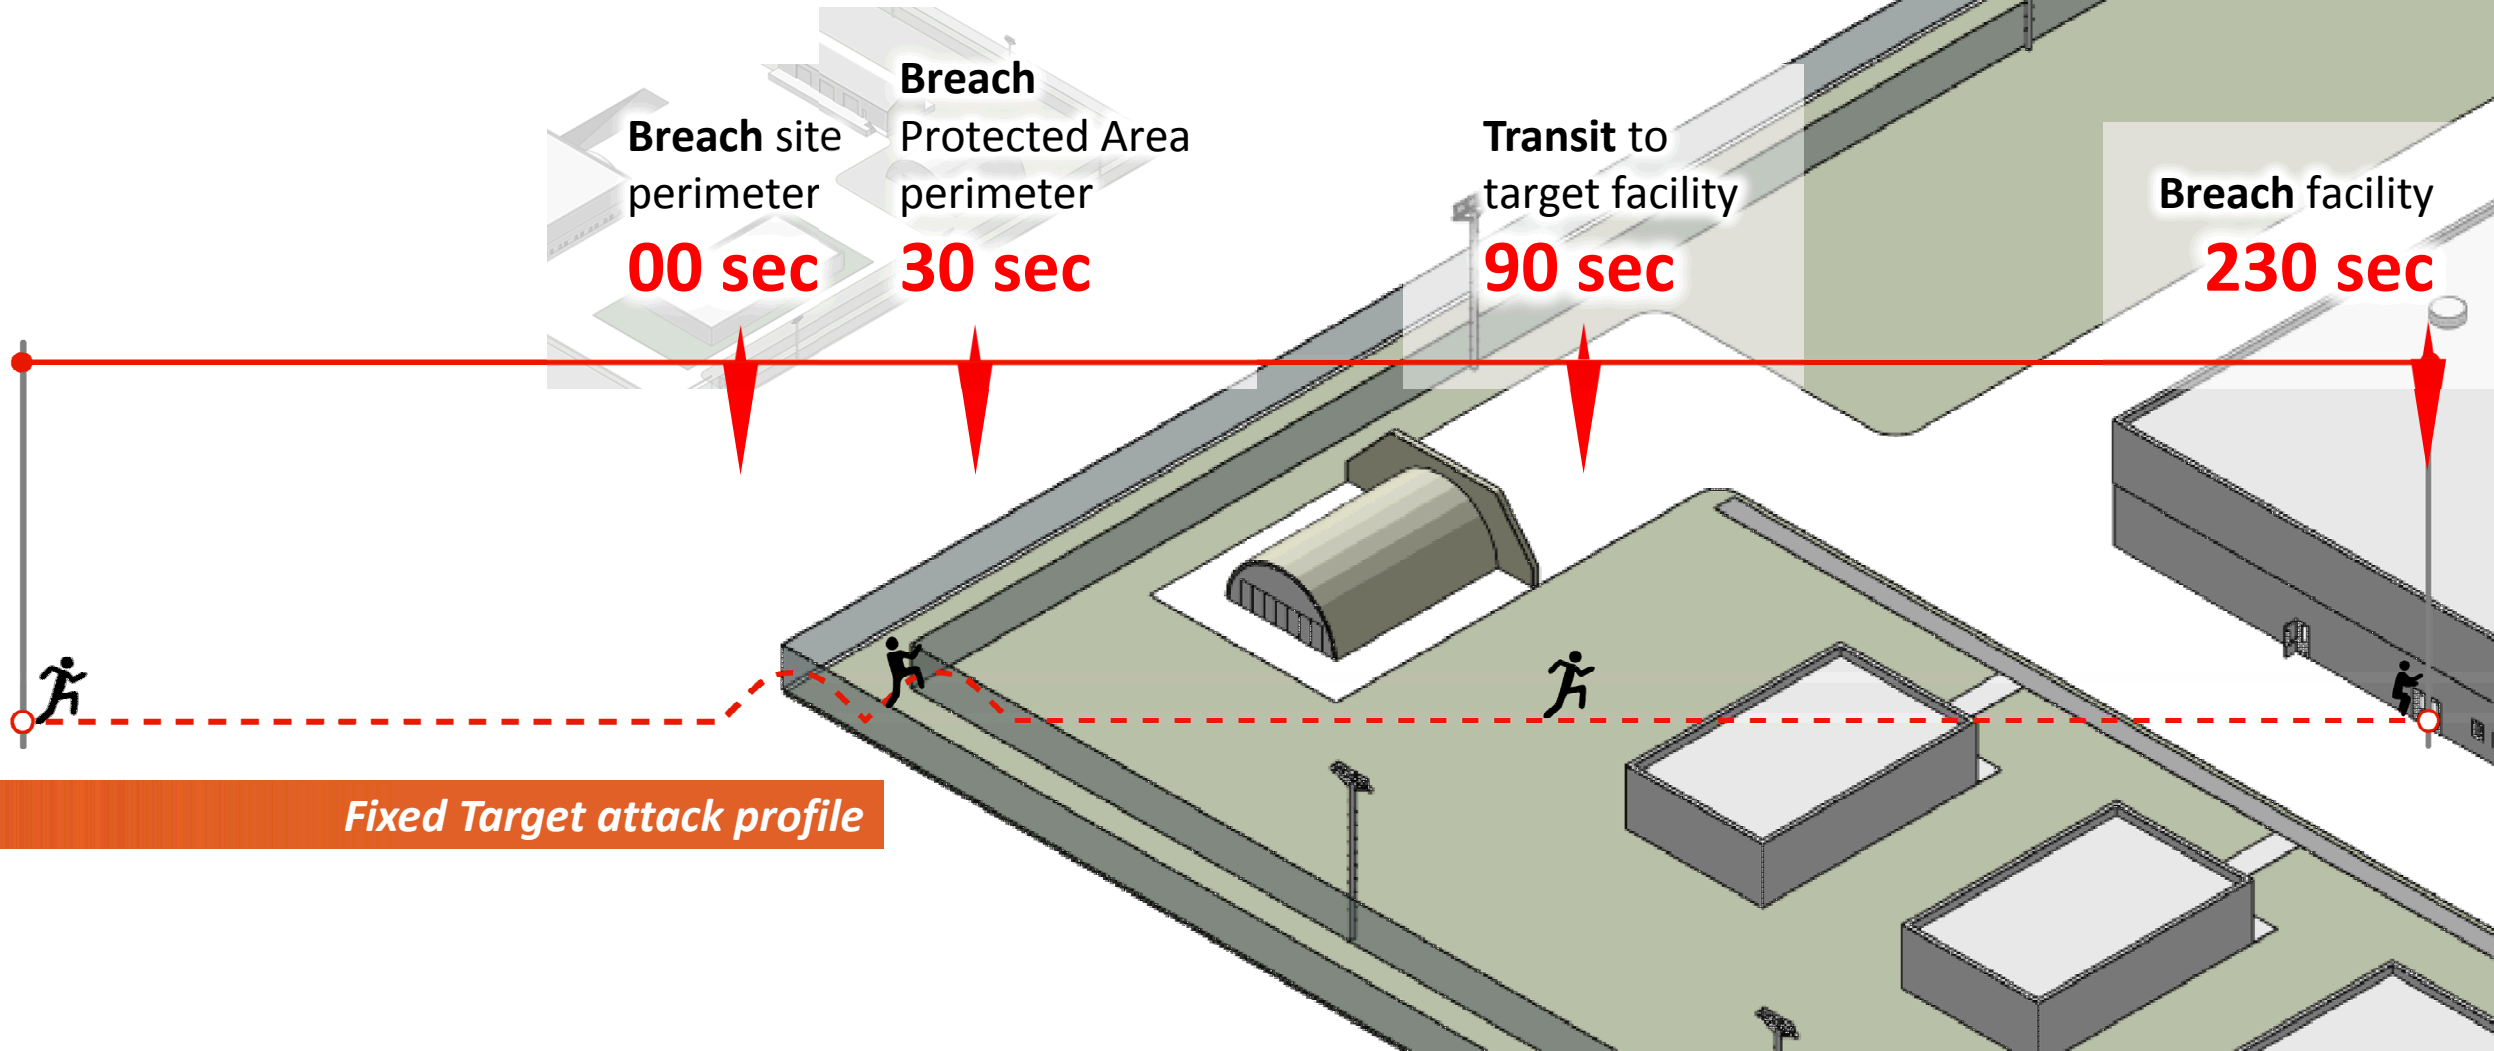 Breach site
perimeter
00 sec
Breach
Protected Area
perimeter
30 sec
Transit to
target facility
90 sec
Breach facility
230 sec
Fixed Target attack profile